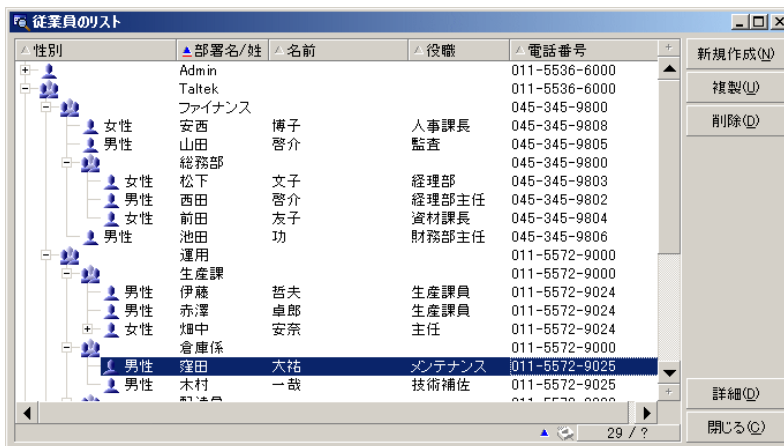 従業員のリスト
性別 部署名/姓 名前 役職 電話番号
Admin 011-5536-6000
Taltek 011-5536-6000
ファイナンス 045-345-9800
女性 安西 博子 人事課長 045-345-9808
男性 山田 啓介 監査 045-345-9805
総務部 045-345-9800
女性 松下 文子 経理部 045-345-9803
男性 西田 啓介 経理部主任 045-345-9802
女性 前田 友子 資材課長 045-345-9804
男性 池田 功 財務部主任 045-345-9806
運用 011-5572-9000
生産課 011-5572-9000
男性 伊藤 哲夫 生産課員 011-5572-9024
男性 赤澤 卓郎 生産課員 011-5572-9024
女性 畑中 安奈 主任 011-5572-9024
倉庫係 011-5572-9000
男性 窪田 大祐 メンテナンス 011-5572-9025
男性 木村 一哉 技術補佐 011-5572-9025
29 / ?
新規作成(N)
複製(U)
削除(D)
詳細(D)
閉じる(C)